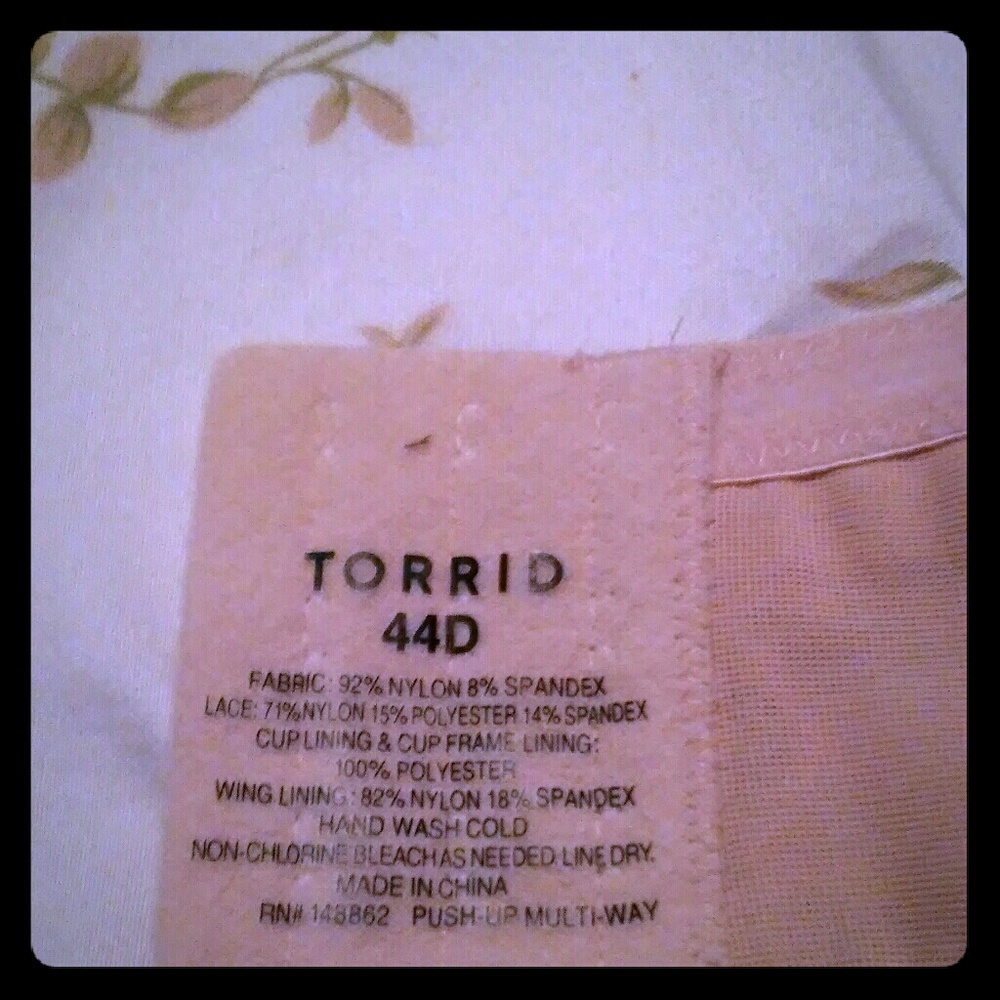 TORRID
44D
FABRIC: 92% NYLON 8% SPANDEX
LACE: 71% NYLON 15% POLYESTER 14% SPANDEX
CUP LINING & CUP FRAME LINING:
100% POLYESTER
WING LINING: 82% NYLON 18% SPANDEX
HAND WASH COLD
NON-CHLORINE BLEACH AS NEEDED LINE DRY.
MADE IN CHINA
RN# 148862 PUSH-UP MULTI-WAY